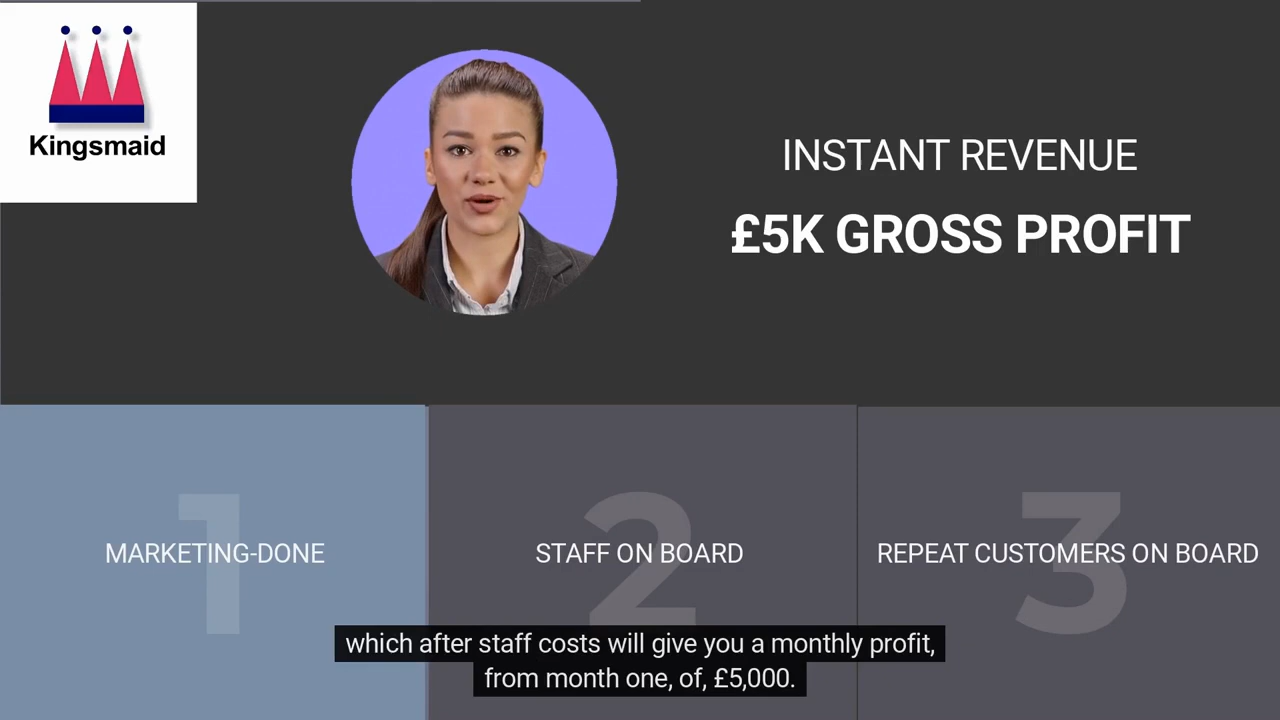 Kingsmaid
INSTANT REVENUE
£5K GROSS PROFIT
1
MARKETING-DONE
2
STAFF ON BOARD
3
REPEAT CUSTOMERS ON BOARD
which after staff costs will give you a monthly profit,
from month one, of, £5,000.